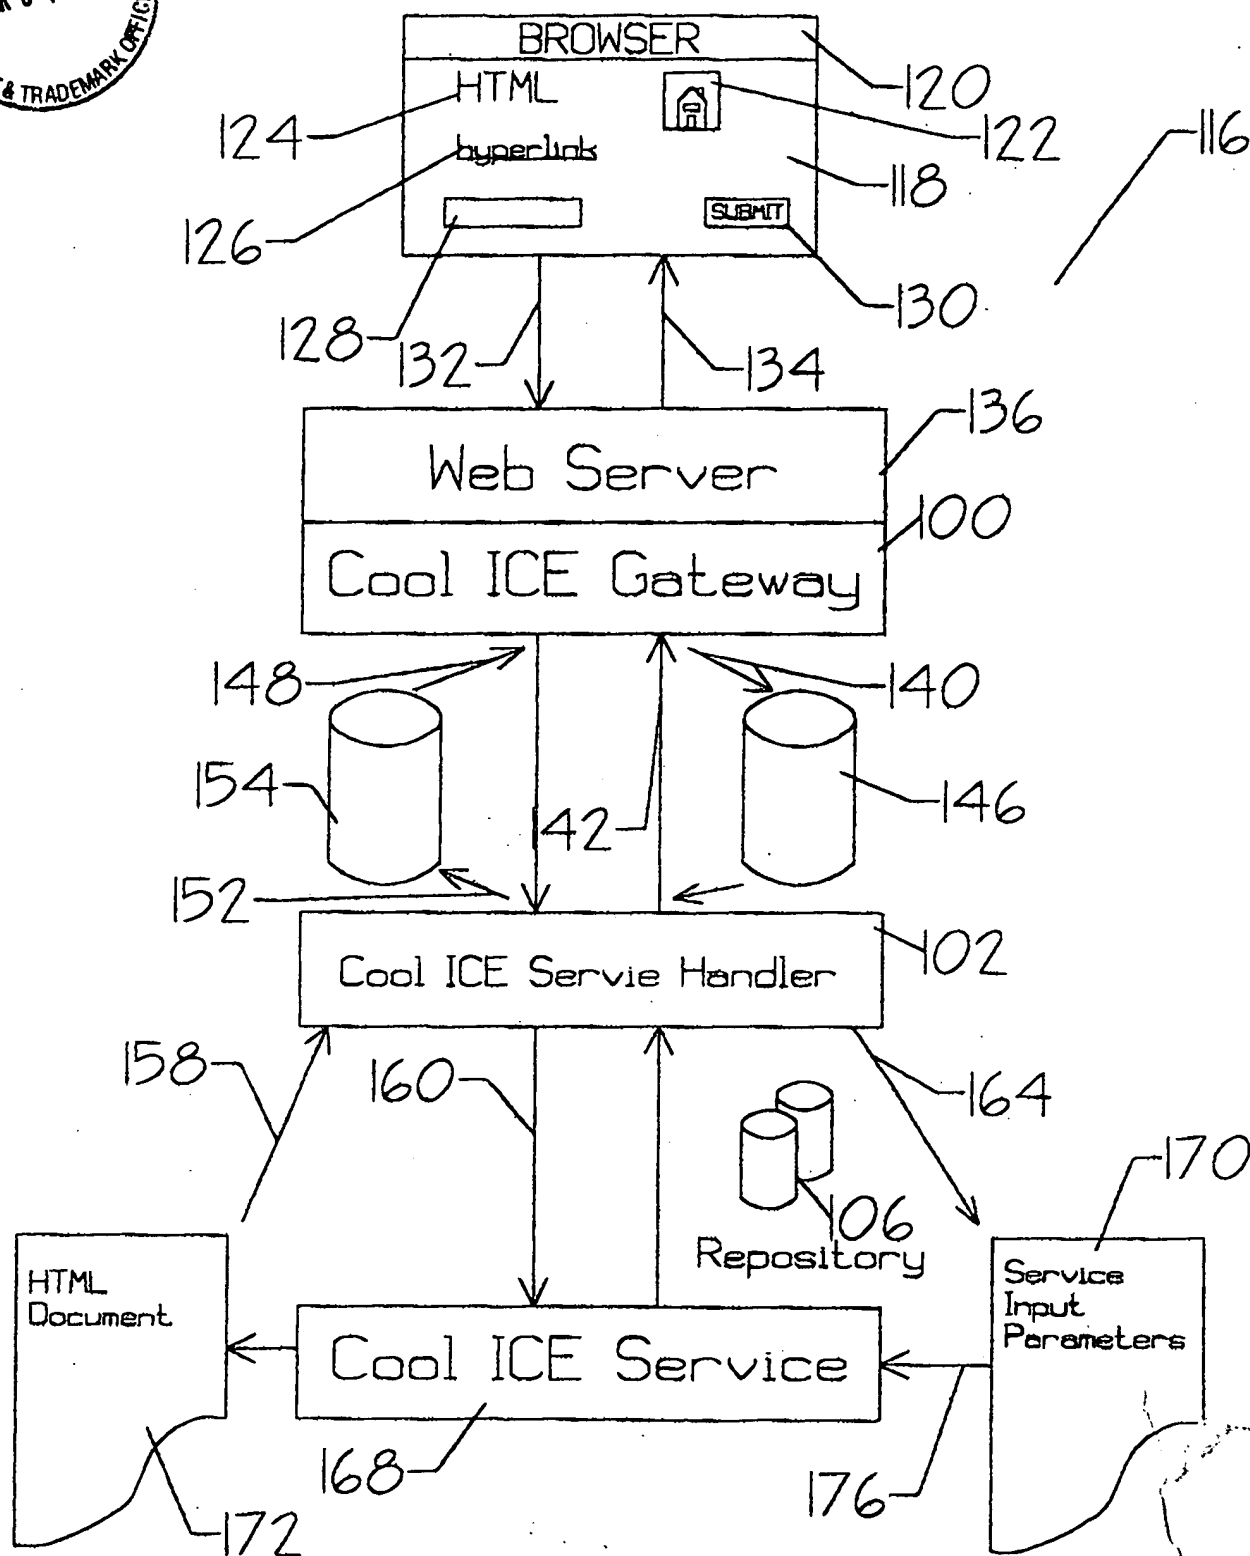 & TRADEMARK OFFIC
BROWSER
120
HTML
124
122
116
hyperlink
118
SUBMIT
126
130
128
132
134
136
Web Server
100
Cool ICE Gateway
148
140
154
146
142
152
102
Cool ICE Servie Handler
158
160
164
170
106
Repository
HTML
Document
Service
Input
Parameters
Cool ICE Service
168
176
172